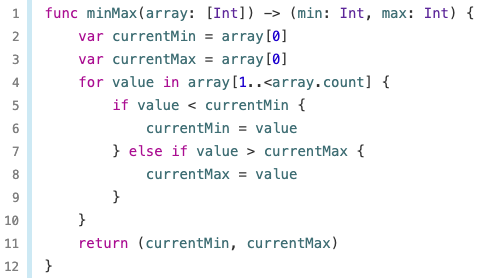 1 func minMax(array: [Int]) -> (min: Int, max: Int) {
2     var currentMin = array[0]
3     var currentMax = array[0]
4     for value in array[1..<array.count] {
5         if value < currentMin {
6             currentMin = value
7         } else if value > currentMax {
8             currentMax = value
9         }
10     }
11     return (currentMin, currentMax)
12 }